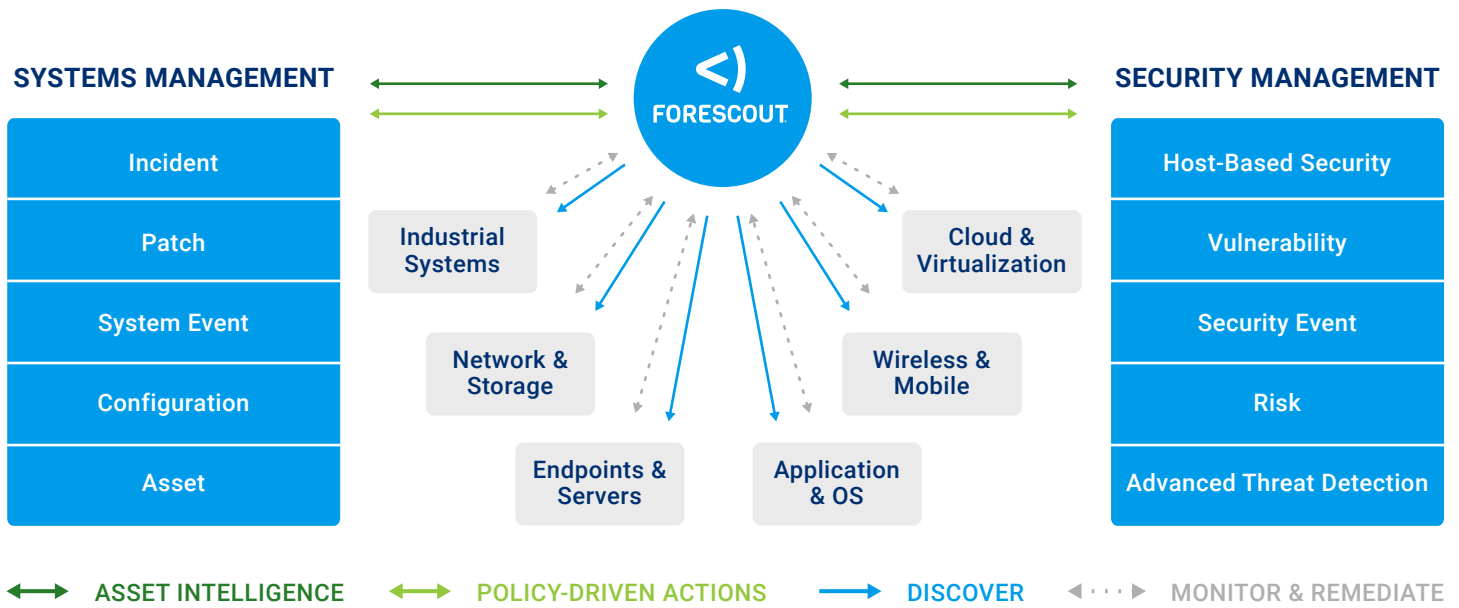 SYSTEMS MANAGEMENT
Incident
Patch
System Event
Configuration
Asset
FORESCOUT
Industrial
Systems
Network &
Storage
Endpoints &
Servers
Application
& OS
Wireless &
Mobile
Cloud &
Virtualization
SECURITY MANAGEMENT
Host-Based Security
Vulnerability
Security Event
Risk
Advanced Threat Detection
ASSET INTELLIGENCE
POLICY-DRIVEN ACTIONS
DISCOVER
MONITOR & REMEDIATE